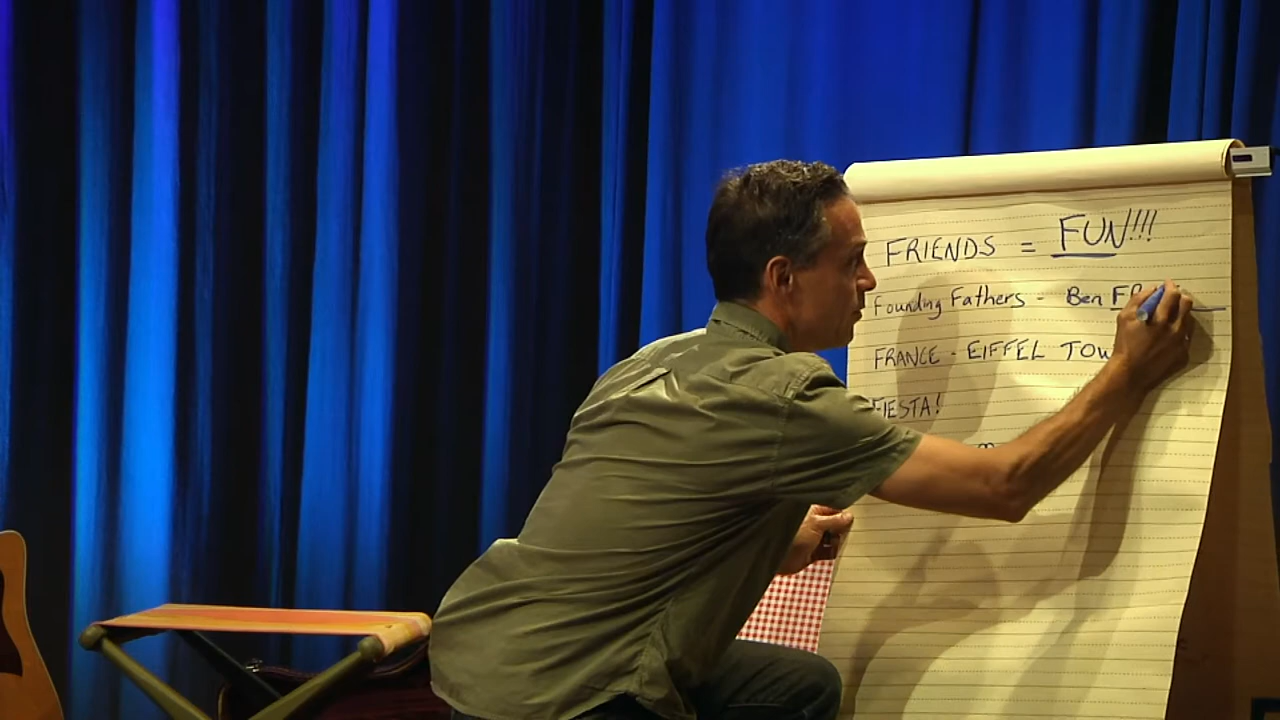 FRIENDS = FUN!!!
Founding Fathers - Ben
FRANCE - EIFFEL
FIESTA!